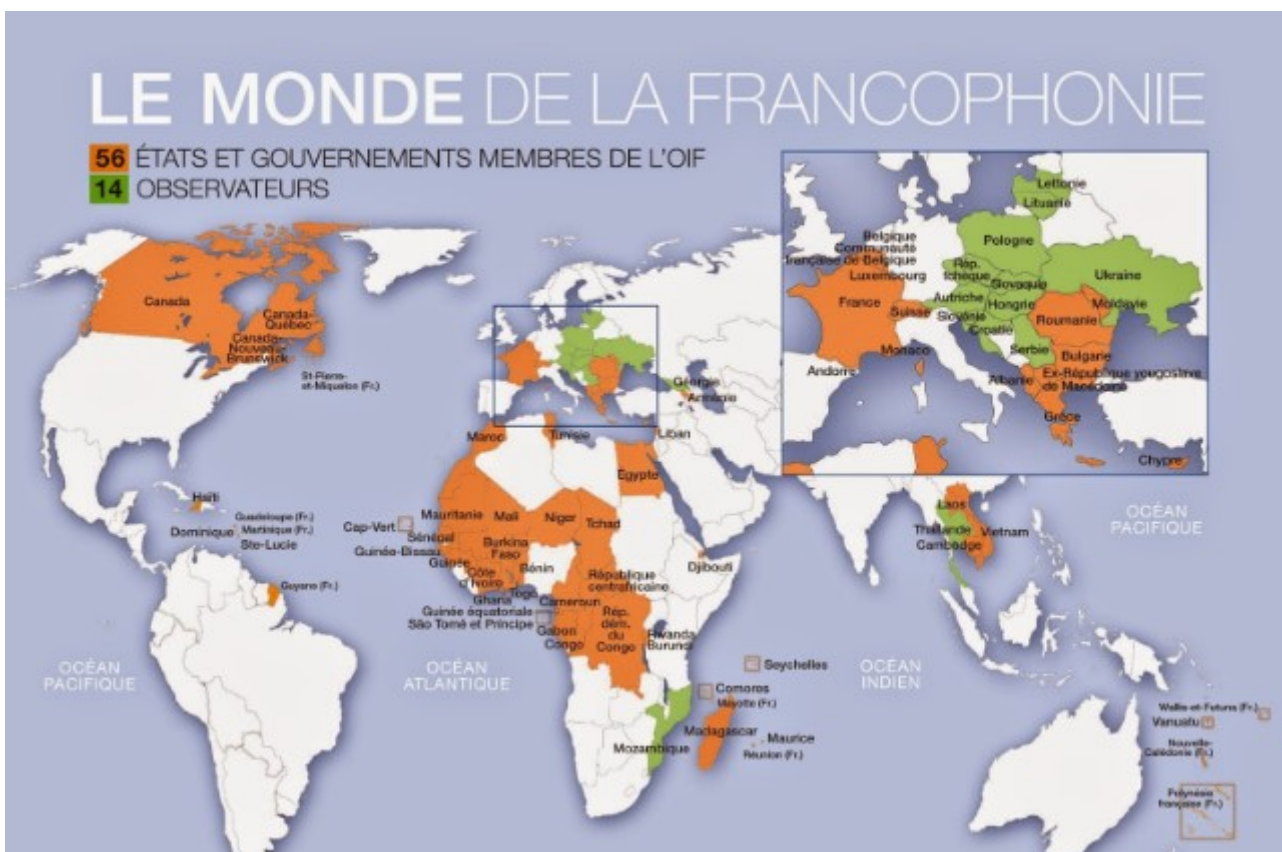 LE MONDE DE LA FRANCOPHONIE
56 ÉTATS ET GOUVERNEMENTS MEMBRES DE L'OIF
14 OBSERVATEURS
Lettonie
Lituanie
Belgique
Communauté
française de Belgique
Luxembourg
Pologne
Rép.
tchèque
Slovaquie
Ukraine
Autriche
Hongrie
Moldavie
France
Suisse
Slovénie
Croatie
Roumanie
Monaco
Serbie
Bulgarie
Andorre
Albanie
Ex-République yougoslave
de Macédoine
Grèce
Chypre
Canada
Canada-
Québec
Canada-
Nouveau-
Brunswick
St-Pierre-
et-Miquelon (Fr.)
Géorgie
Arménie
Maroc
Tunisie
Liban
Égypte
Haïti
Guadeloupe (Fr.)
Dominique
Martinique (Fr.)
Ste-Lucie
Guyane (Fr.)
Cap-Vert
Mauritanie
Mali
Niger
Tchad
Sénégal
Guinée-Bissau
Burkina
Faso
Guinée
Côte
d'Ivoire
Bénin
Togo
Ghana
Djibouti
République
centrafricaine
Cameroun
Guinée équatoriale
São Tomé et Principe
Gabon
Congo
Rép.
dém.
du
Congo
Rwanda
Burundi
Seychelles
Comores
Mayotte (Fr.)
Madagascar
Maurice
Réunion (Fr.)
Mozambique
Laos
Thaïlande
Vietnam
Cambodge
OCÉAN
PACIFIQUE
OCÉAN
ATLANTIQUE
OCÉAN
INDIEN
OCÉAN
PACIFIQUE
Wallis-et-Futuna (Fr.)
Vanuatu
Nouvelle-
Calédonie (Fr.)
Polynésie
française (Fr.)